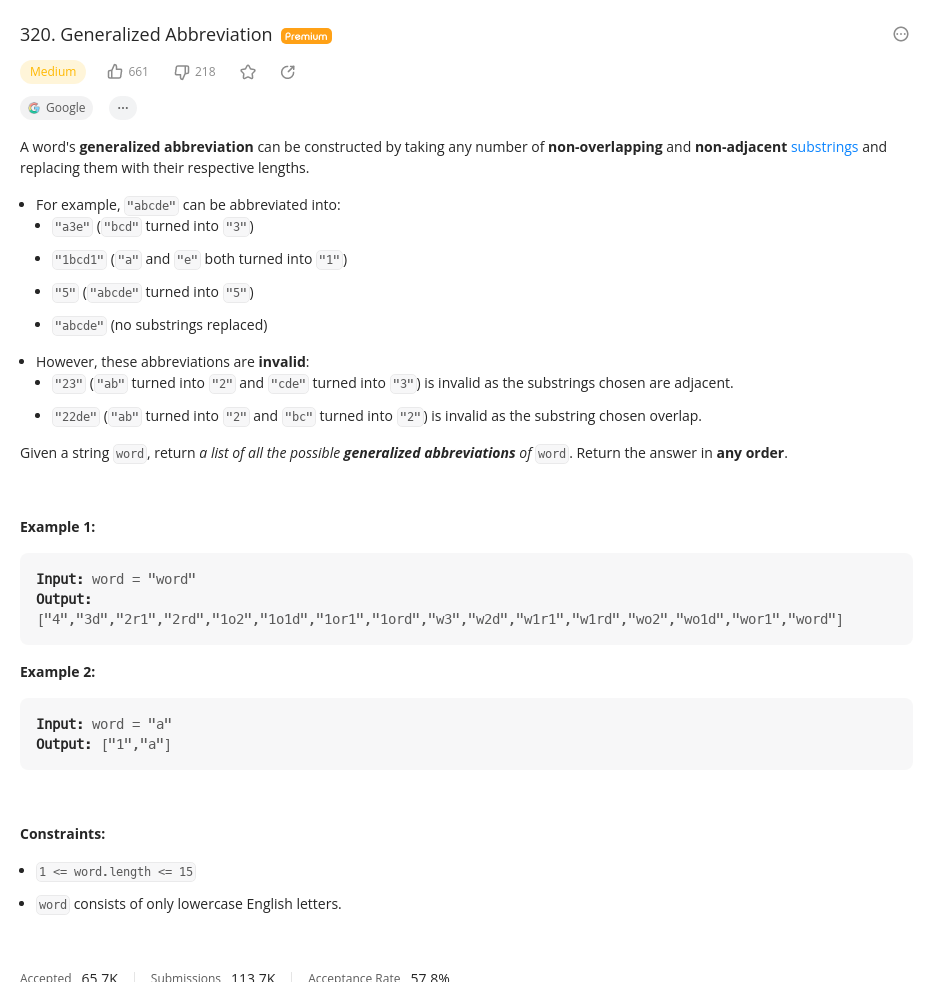 320. Generalized Abbreviation Premium
Medium 661 218
Google ...
A word's generalized abbreviation can be constructed by taking any number of non-overlapping and non-adjacent substrings and
replacing them with their respective lengths.
• For example, "abcde" can be abbreviated into:
• "a3e" ("bcd" turned into "3")
• "1bcd1" ("a" and "e" both turned into "1")
• "5" ("abcde" turned into "5")
• "abcde" (no substrings replaced)
• However, these abbreviations are invalid:
• "23" ("ab" turned into "2" and "cde" turned into "3") is invalid as the substrings chosen are adjacent.
• "22de" ("ab" turned into "2" and "bc" turned into "2") is invalid as the substring chosen overlap.
Given a string word, return a list of all the possible generalized abbreviations of word. Return the answer in any order.
Example 1:
Input: word = "word"
Output:
["4","3d","2r1","2rd","1o2","1o1d","1or1","1ord","w3","w2d","w1r1","w1rd","wo2","wo1d","wor1","word"]
Example 2:
Input: word = "a"
Output: ["1","a"]
Constraints:
• 1 <= word.length <= 15
• word consists of only lowercase English letters.
Accepted 65.7K Submissions 113.7K Acceptance Rate 57.8%